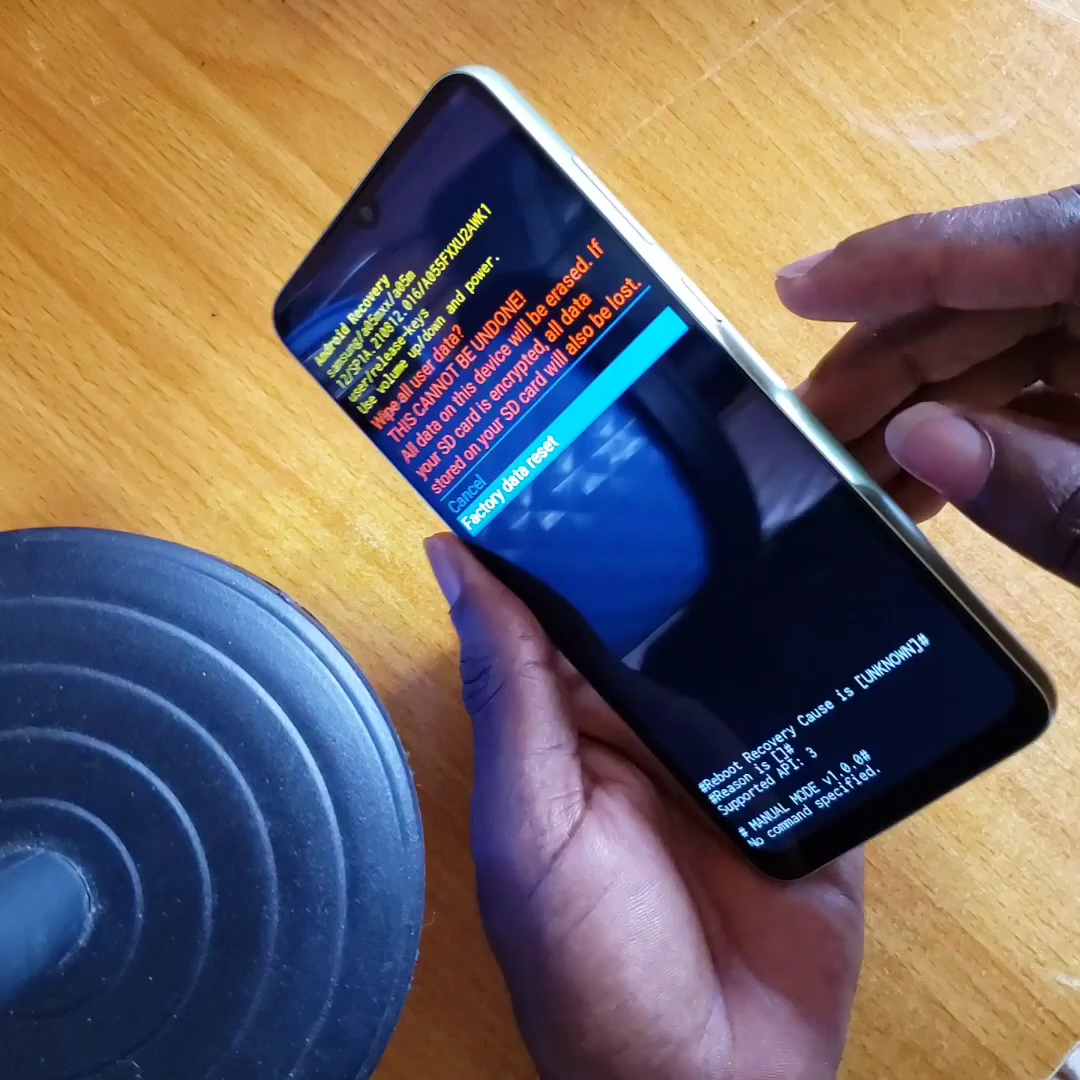 Android Recovery
samsung/a05mxx/a05m
12/SP1A.210812.016/A055FXXU2AWK1
user/release-keys
Use volume up/down and power.
Wipe all user data?
THIS CANNOT BE UNDONE!
All data on this device will be erased. If
your SD card is encrypted, all data
stored on your SD card will also be lost.
Cancel
Factory data reset
#Reboot Recovery Cause is [UNKNOWN]#
#Reason is []#
Supported API: 3
# MANUAL MODE v1.0.0#
No command specified.